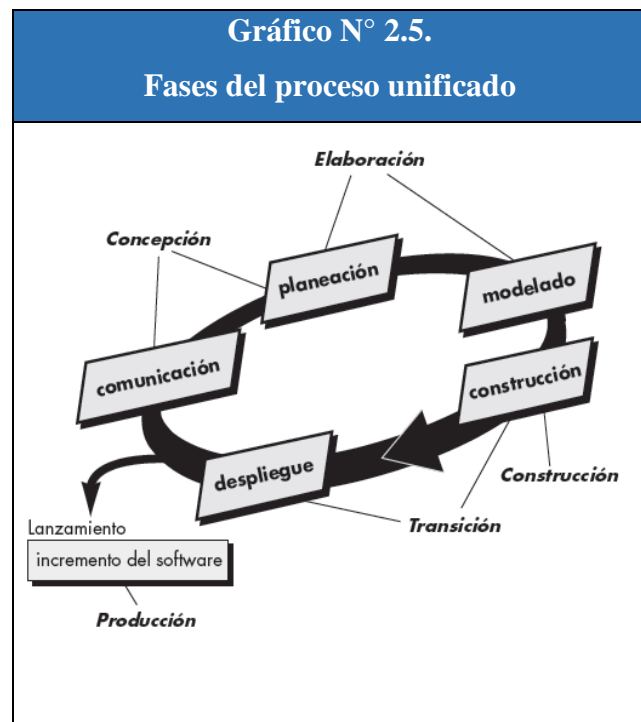 Gráfico N° 2.5.
Fases del proceso unificado
Elaboración
Concepción
planeación
modelado
comunicación
construcción
despliegue
Construcción
Transición
Lanzamiento
incremento del software
Producción